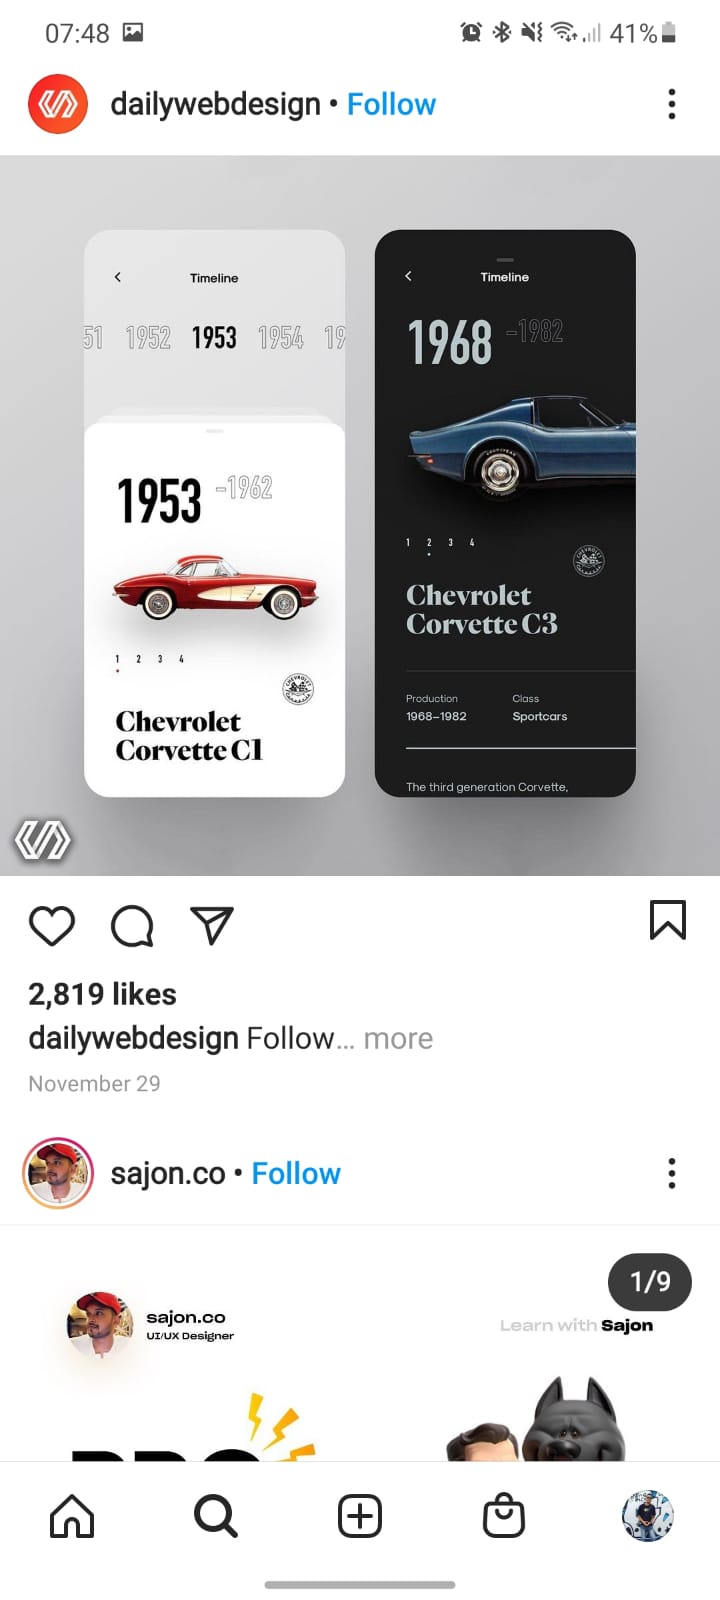 07:48
41%
dailywebdesign • Follow
Timeline
51 1952 1953 1954 19
1953 -1962
1 2 3 4
CHEVROLET
Chevrolet
Corvette C1
Timeline
1968 -1982
1 2 3 4
CHEVROLET
Chevrolet
Corvette C3
Production Class
1968–1982 Sportcars
The third generation Corvette,
2,819 likes
dailywebdesign Follow... more
November 29
sajon.co • Follow
1/9
sajon.co
UI/UX Designer
Learn with Sajon